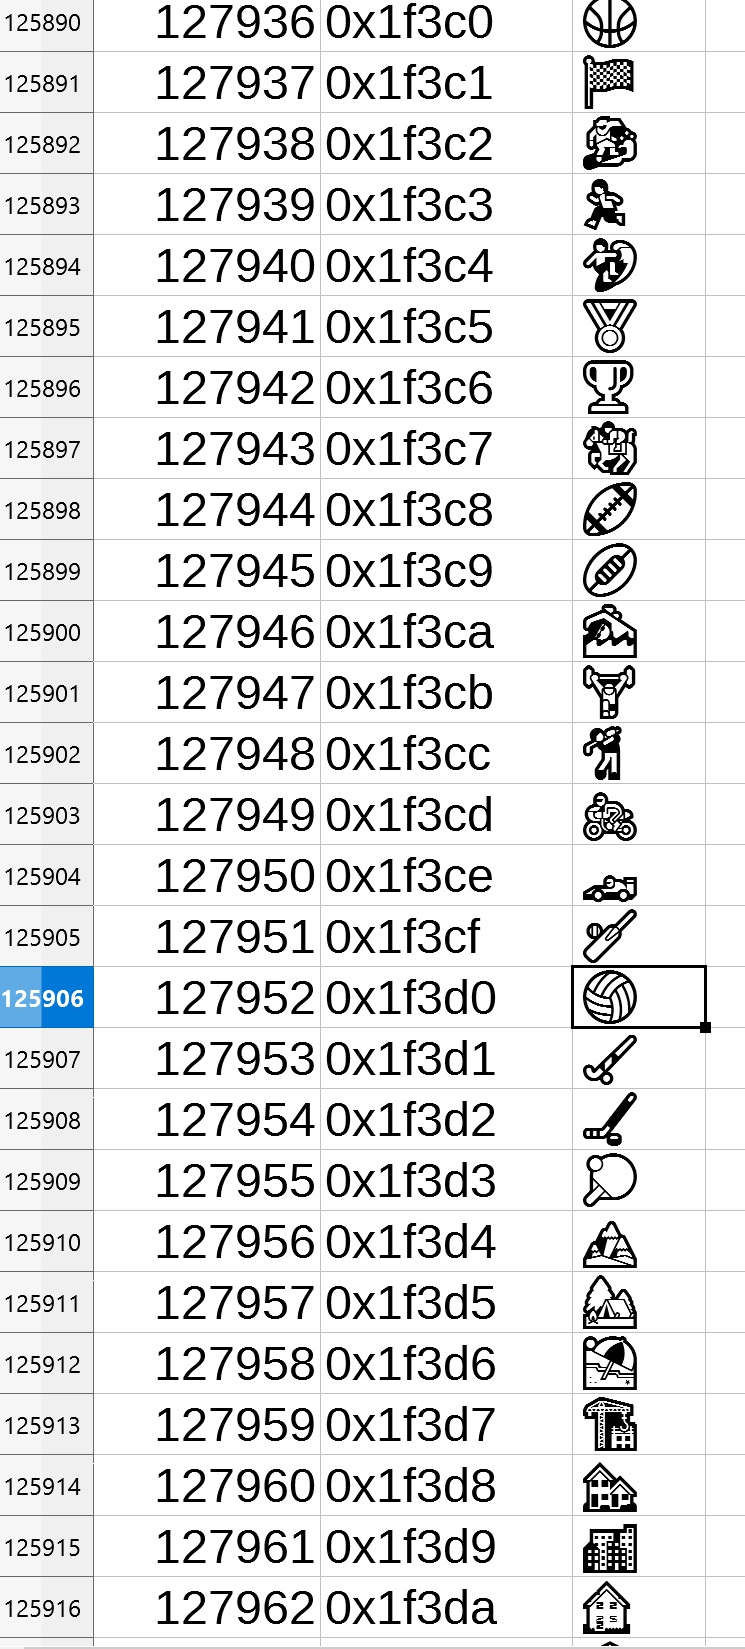 125890 127936 0x1f3c0 🏀
125891 127937 0x1f3c1 🏁
125892 127938 0x1f3c2 🏂
125893 127939 0x1f3c3 🏃
125894 127940 0x1f3c4 🏄
125895 127941 0x1f3c5 🏅
125896 127942 0x1f3c6 🏆
125897 127943 0x1f3c7 🏇
125898 127944 0x1f3c8 🏈
125899 127945 0x1f3c9 🏉
125900 127946 0x1f3ca 🏊
125901 127947 0x1f3cb 🏋
125902 127948 0x1f3cc 🏌
125903 127949 0x1f3cd 🏍
125904 127950 0x1f3ce 🏎
125905 127951 0x1f3cf 🏏
125906 127952 0x1f3d0 🏐
125907 127953 0x1f3d1 🏑
125908 127954 0x1f3d2 🏒
125909 127955 0x1f3d3 🏓
125910 127956 0x1f3d4 🏔
125911 127957 0x1f3d5 🏕
125912 127958 0x1f3d6 🏖
125913 127959 0x1f3d7 🏗
125914 127960 0x1f3d8 🏘
125915 127961 0x1f3d9 🏙
125916 127962 0x1f3da 🏚